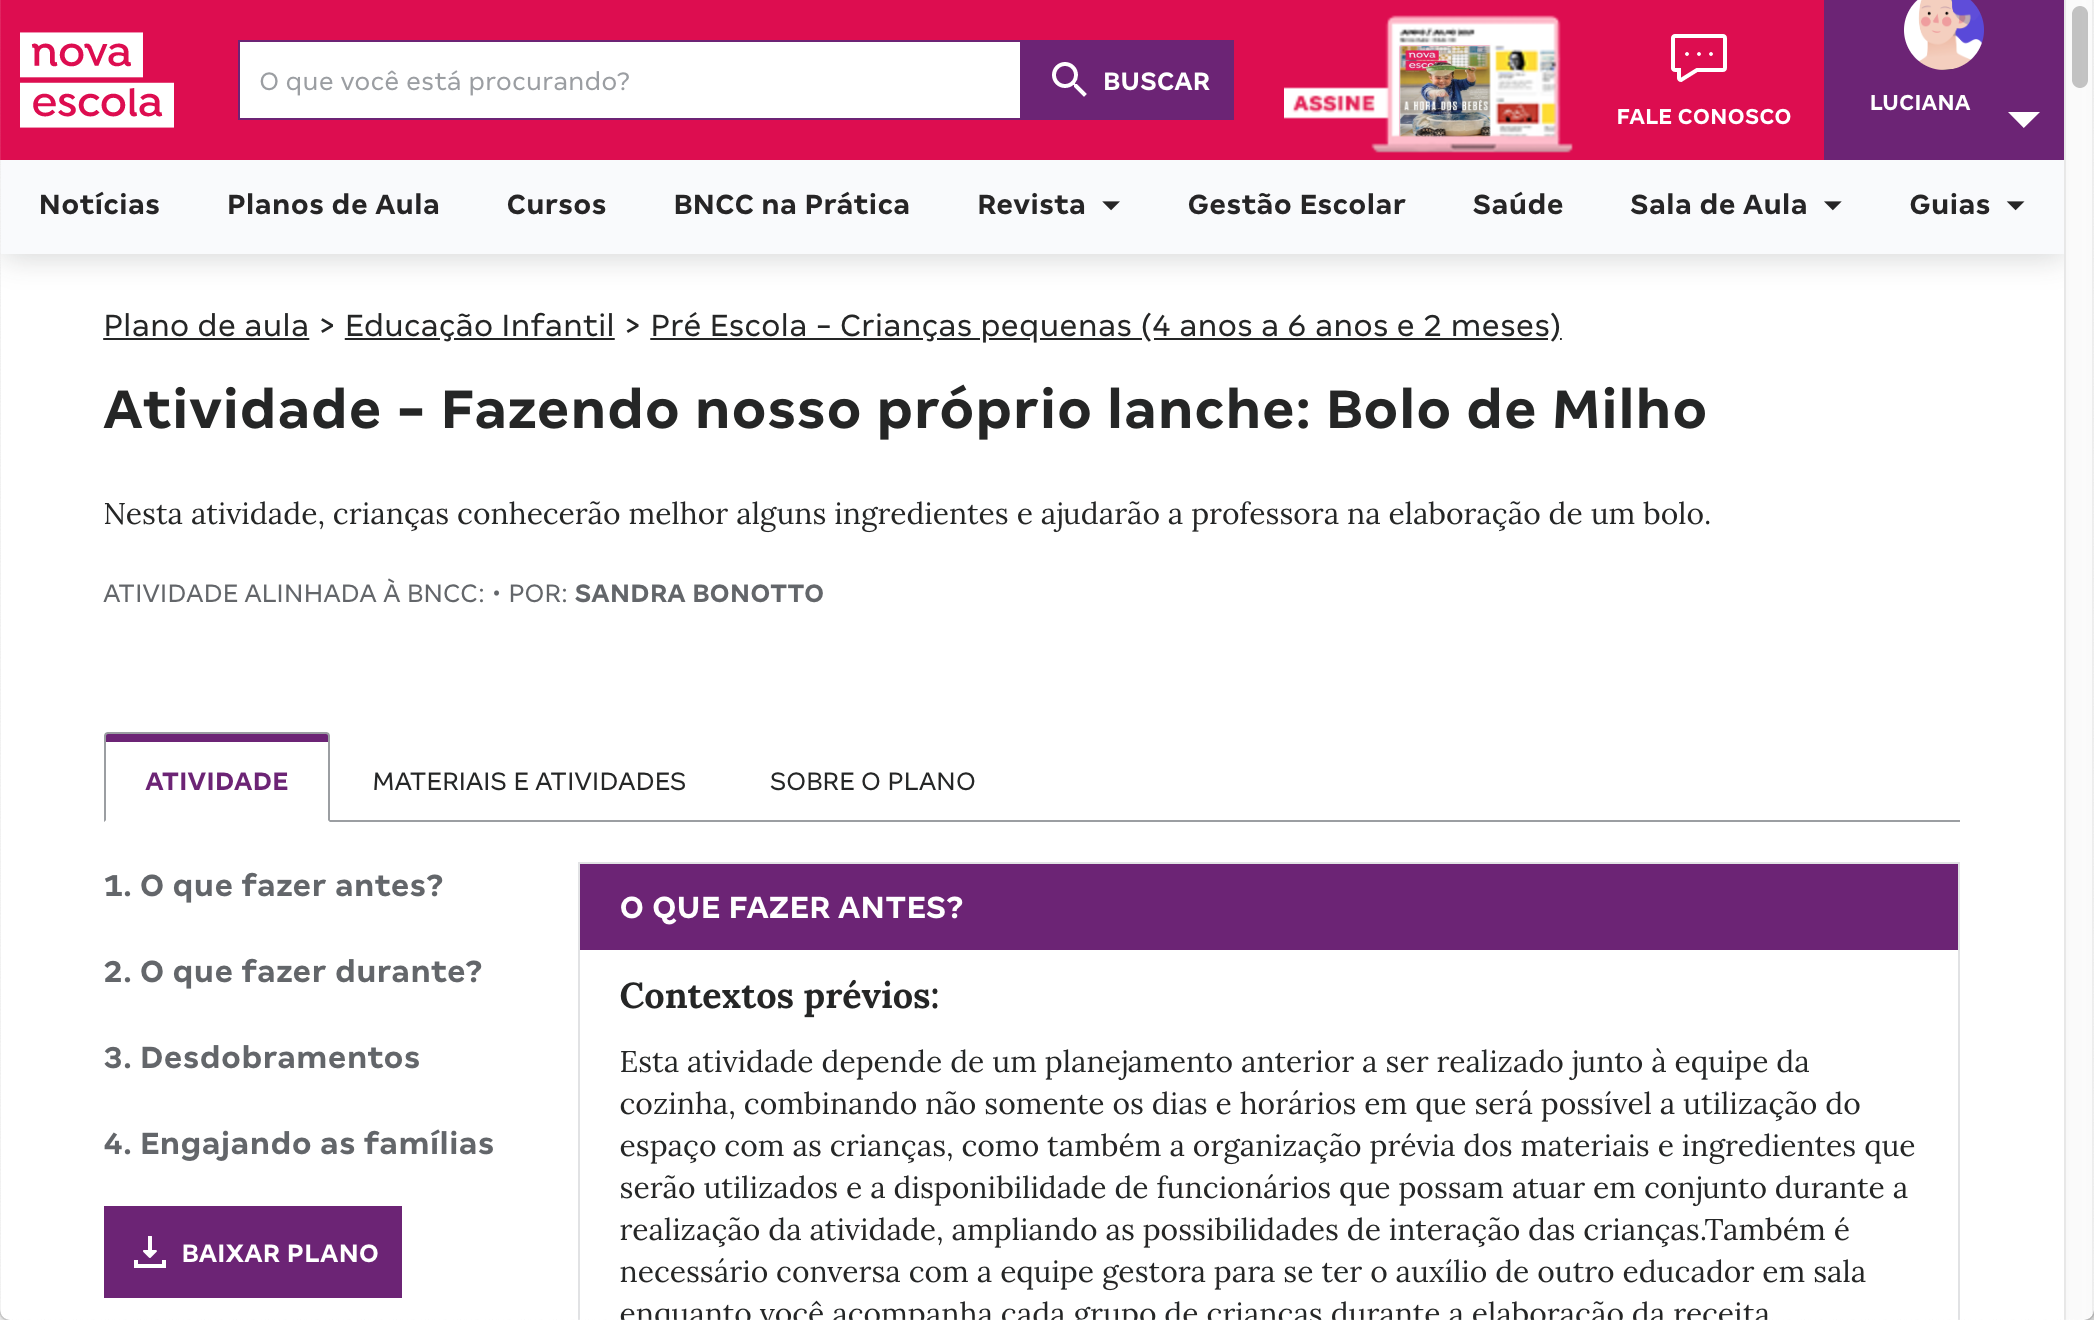 nova
escola
O que você está procurando?
BUSCAR
ASSINE
nova
A HORA DOS BEBÊS
FALE CONOSCO
LUCIANA
Notícias
Planos de Aula
Cursos
BNCC na Prática
Revista
Gestão Escolar
Saúde
Sala de Aula
Guias
Plano de aula > Educação Infantil > Pré Escola – Crianças pequenas (4 anos a 6 anos e 2 meses)
Atividade - Fazendo nosso próprio lanche: Bolo de Milho
Nesta atividade, crianças conhecerão melhor alguns ingredientes e ajudarão a professora na elaboração de um bolo.
ATIVIDADE ALINHADA À BNCC: • POR: SANDRA BONOTTO
ATIVIDADE
MATERIAIS E ATIVIDADES
SOBRE O PLANO
1. O que fazer antes?
2. O que fazer durante?
3. Desdobramentos
4. Engajando as famílias
BAIXAR PLANO
O QUE FAZER ANTES?
Contextos prévios:
Esta atividade depende de um planejamento anterior a ser realizado junto à equipe da
cozinha, combinando não somente os dias e horários em que será possível a utilização do
espaço com as crianças, como também a organização prévia dos materiais e ingredientes que
serão utilizados e a disponibilidade de funcionários que possam atuar em conjunto durante a
realização da atividade, ampliando as possibilidades de interação das crianças.Também é
necessário conversa com a equipe gestora para se ter o auxílio de outro educador em sala
enquanto você acompanha cada grupo de crianças durante a elaboração da receita